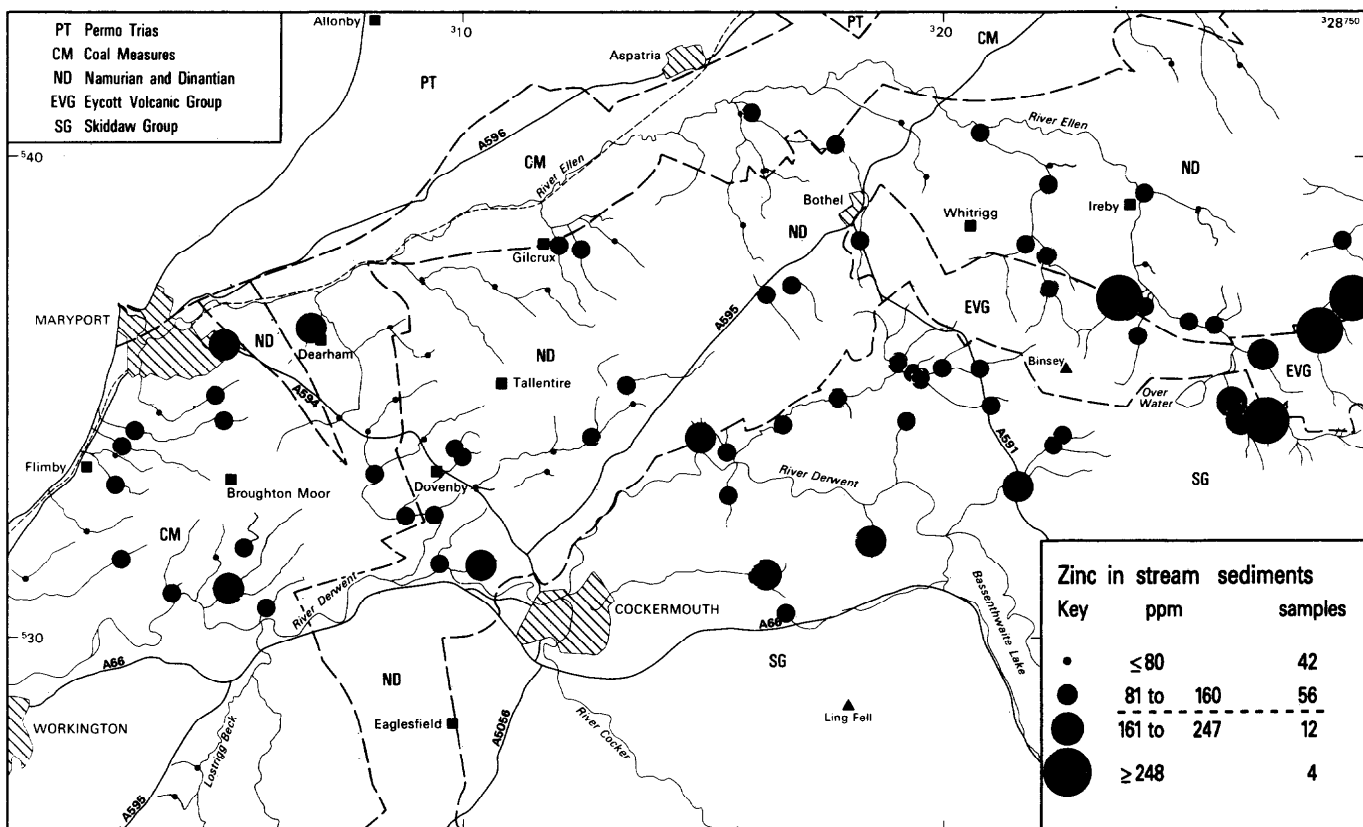 PT Permo Trias
CM Coal Measures
ND Namurian and Dinantian
EVG Eycott Volcanic Group
SG Skiddaw Group
Allonby
³10
PT
³20
CM
³28⁷⁵⁰
Aspatria
PT
A596
⁵40
CM
River Ellen
River Ellen
ND
Bothel
Whitrigg
Ireby
ND
Gilcrux
EVG
MARYPORT
ND
Dearham
A595
ND
Tallentire
Binsey
EVG
Over Water
A594
A591
Flimby
Broughton Moor
Dovenby
River Derwent
SG
CM
River Derwent
COCKERMOUTH
Bassenthwaite Lake
⁵30
A66
A66
SG
ND
WORKINGTON
Eaglesfield
A5056
River Cocker
Ling Fell
Lostrigg Beck
A595
Zinc in stream sediments
Key ppm samples
≤80 42
81 to 160 56
161 to 247 12
≥248 4